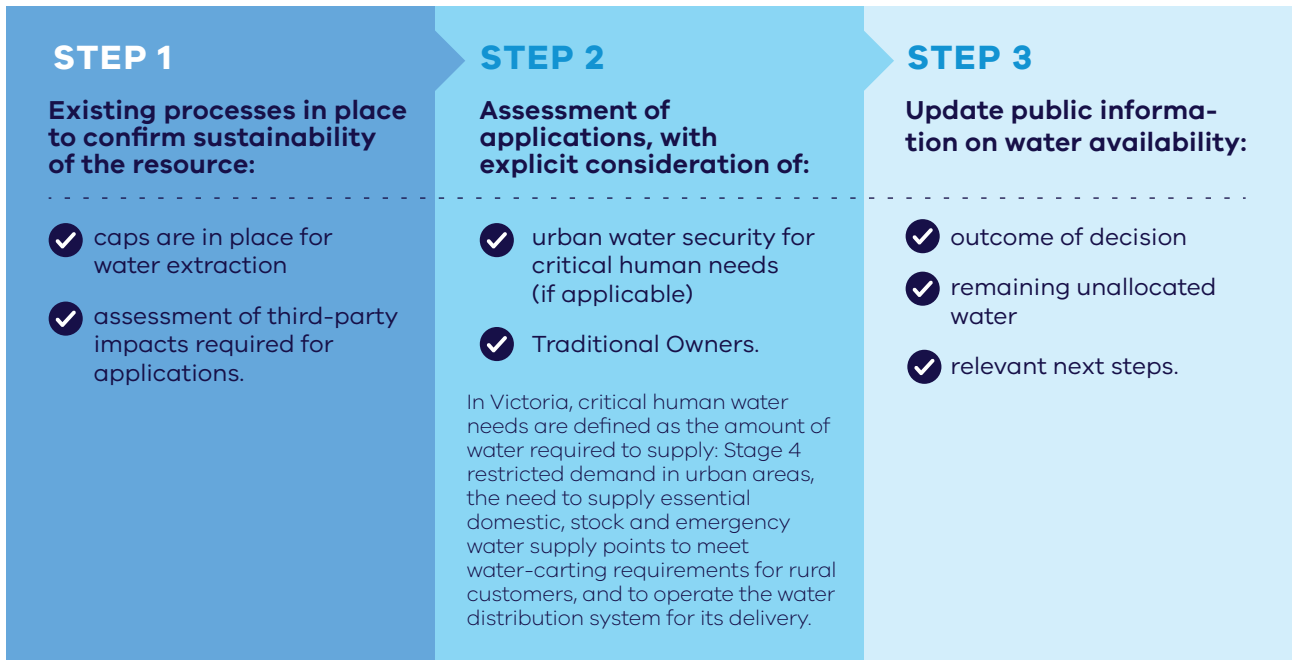 STEP 1
Existing processes in place
to confirm sustainability
of the resource:
caps are in place for
water extraction
assessment of third-party
impacts required for
applications.
STEP 2
Assessment of
applications, with
explicit consideration of:
urban water security for
critical human needs
(if applicable)
Traditional Owners.
In Victoria, critical human water
needs are defined as the amount of
water required to supply: Stage 4
restricted demand in urban areas,
the need to supply essential
domestic, stock and emergency
water supply points to meet
water-carting requirements for rural
customers, and to operate the water
distribution system for its delivery.
STEP 3
Update public informa-
tion on water availability:
outcome of decision
remaining unallocated
water
relevant next steps.